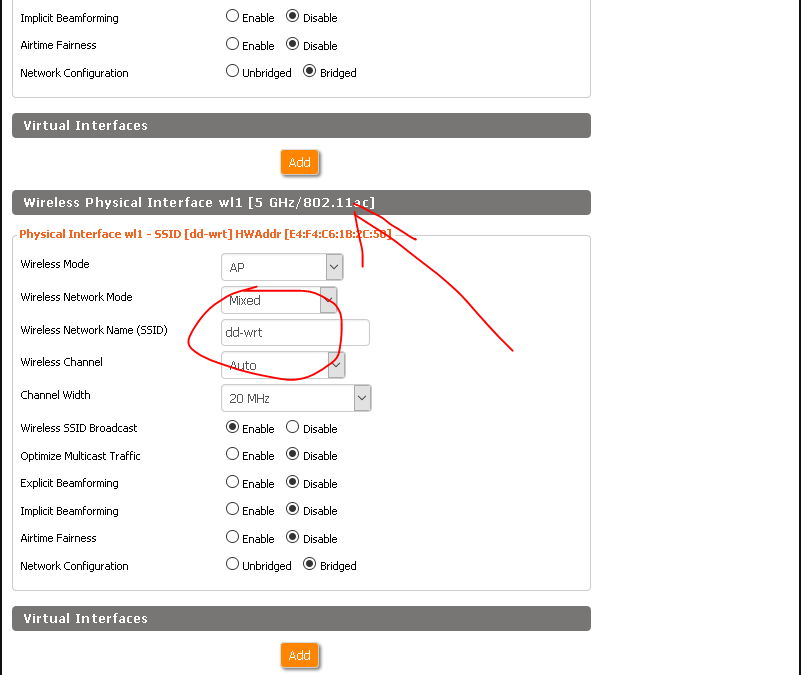 Implicit Beamforming Enable Disable
Airtime Fairness Enable Disable
Network Configuration Unbridged Bridged
Virtual Interfaces
Add
Wireless Physical Interface wl1 [5 GHz/802.11ac]
Physical Interface wl1 - SSID [dd-wrt] HWAddr [E4:F4:C6:1B:2C:50]
Wireless Mode AP
Wireless Network Mode Mixed
Wireless Network Name (SSID) dd-wrt
Wireless Channel Auto
Channel Width 20 MHz
Wireless SSID Broadcast Enable Disable
Optimize Multicast Traffic Enable Disable
Explicit Beamforming Enable Disable
Implicit Beamforming Enable Disable
Airtime Fairness Enable Disable
Network Configuration Unbridged Bridged
Virtual Interfaces
Add